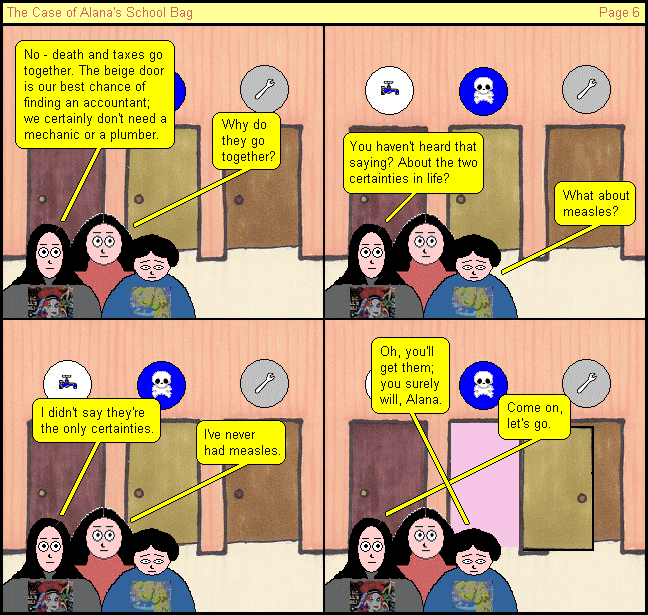 The Case of Alana's School Bag
Page 6
No - death and taxes go
together. The beige door
is our best chance of
finding an accountant;
we certainly don't need a
mechanic or a plumber.
Why do
they go
together?
You haven't heard that
saying? About the two
certainties in life?
What about
measles?
I didn't say they're
the only certainties.
I've never
had measles.
Oh, you'll
get them;
you surely
will, Alana.
Come on,
let's go.